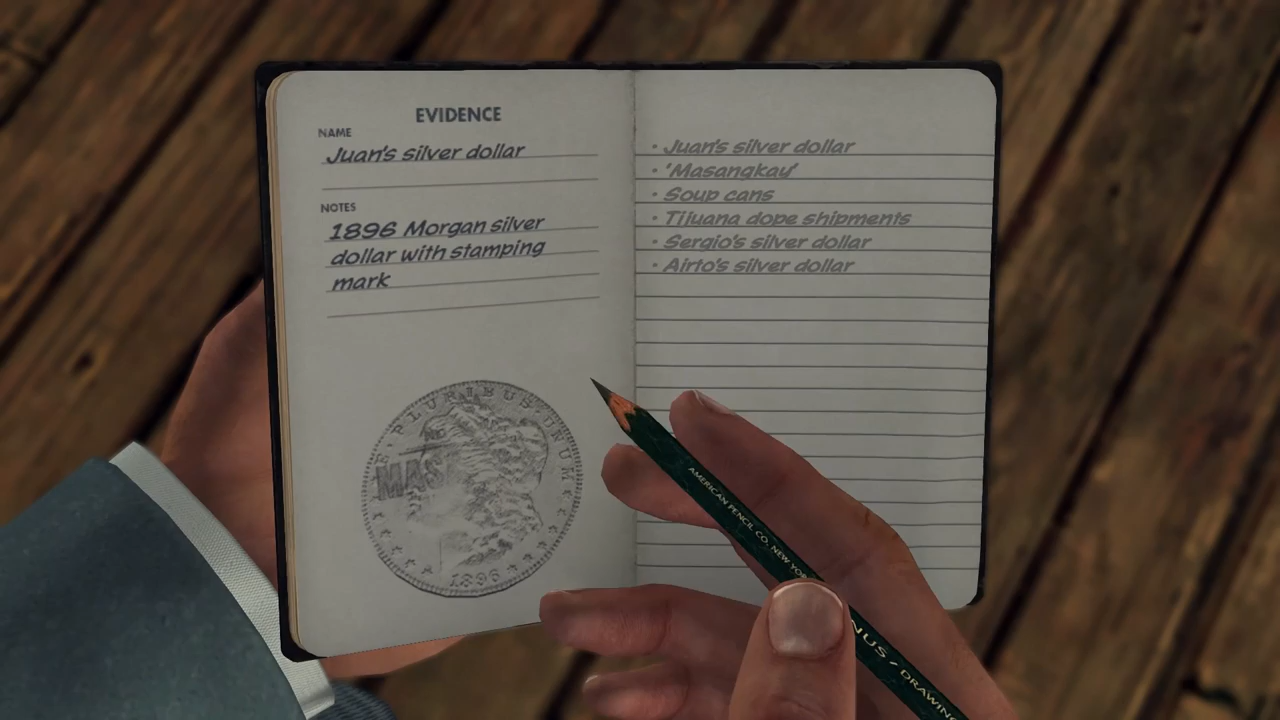 EVIDENCE
NAME
Juan's silver dollar
NOTES
1896 Morgan silver
dollar with stamping
mark
E · PLURIBUS · UNUM
MAS
1896
· Juan's silver dollar
· 'Masangkay'
· Soup cans
· Tijuana dope shipments
· Sergio's silver dollar
· Airto's silver dollar
AMERICAN PENCIL CO. NEW YO
NUS / DRAWING